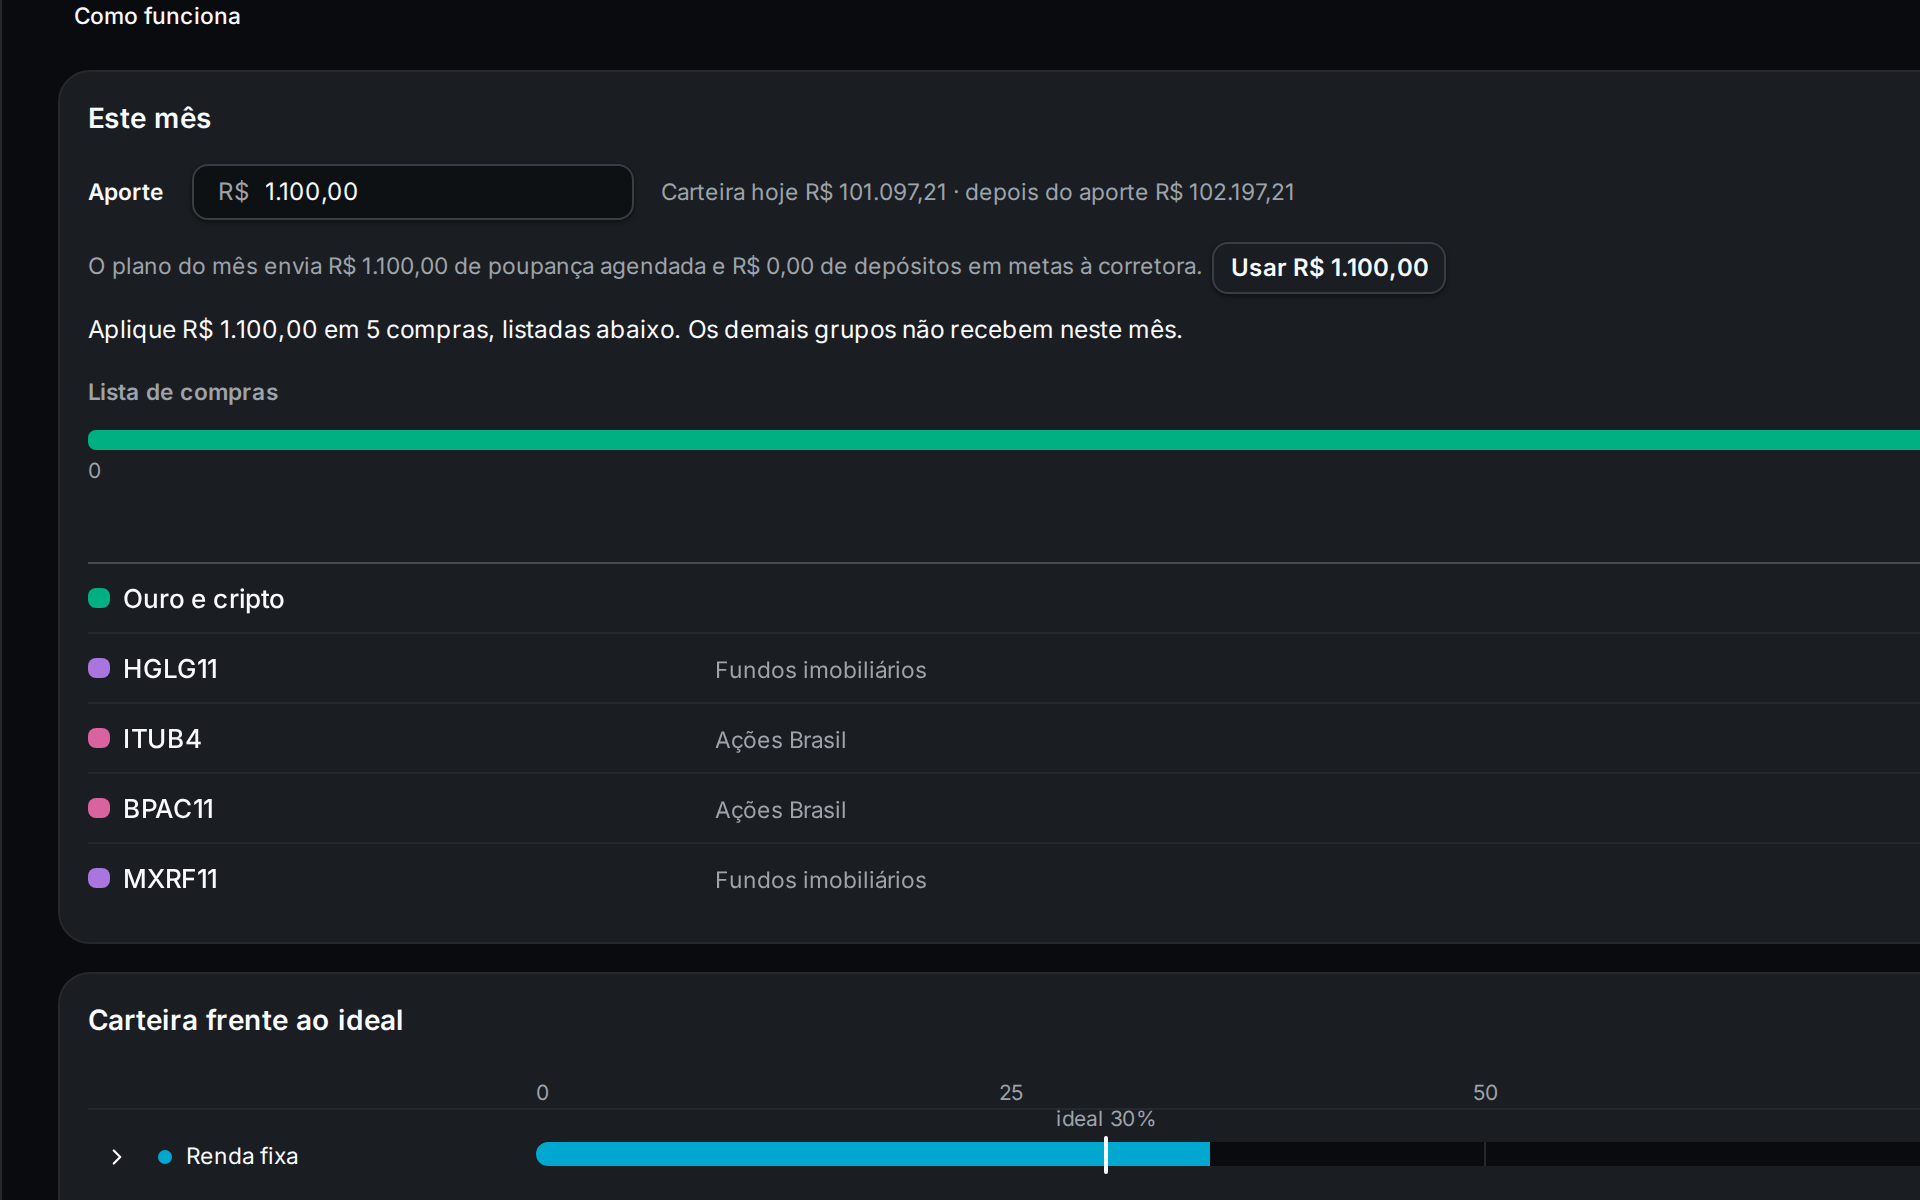 Como funciona
Este mês
Aporte R$ 1.100,00 Carteira hoje R$ 101.097,21 · depois do aporte R$ 102.197,21
O plano do mês envia R$ 1.100,00 de poupança agendada e R$ 0,00 de depósitos em metas à corretora. Usar R$ 1.100,00
Aplique R$ 1.100,00 em 5 compras, listadas abaixo. Os demais grupos não recebem neste mês.
Lista de compras
0
Ouro e cripto
HGLG11 Fundos imobiliários
ITUB4 Ações Brasil
BPAC11 Ações Brasil
MXRF11 Fundos imobiliários
Carteira frente ao ideal
0 25 50
ideal 30%
Renda fixa